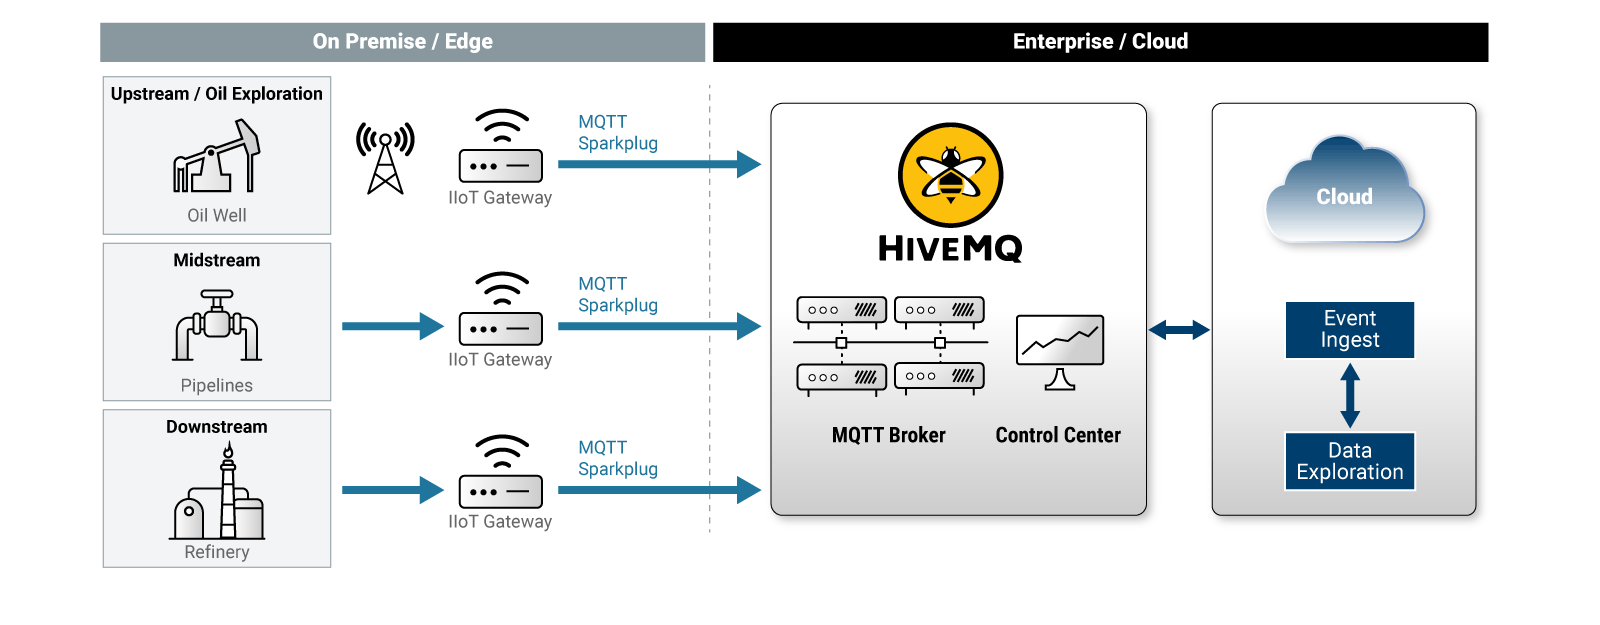 On Premise / Edge
Enterprise / Cloud
Upstream / Oil Exploration
Oil Well
IIoT Gateway
MQTT
Sparkplug
Midstream
Pipelines
IIoT Gateway
MQTT
Sparkplug
Downstream
Refinery
IIoT Gateway
MQTT
Sparkplug
HIVEMQ
MQTT Broker
Control Center
Cloud
Event
Ingest
Data
Exploration